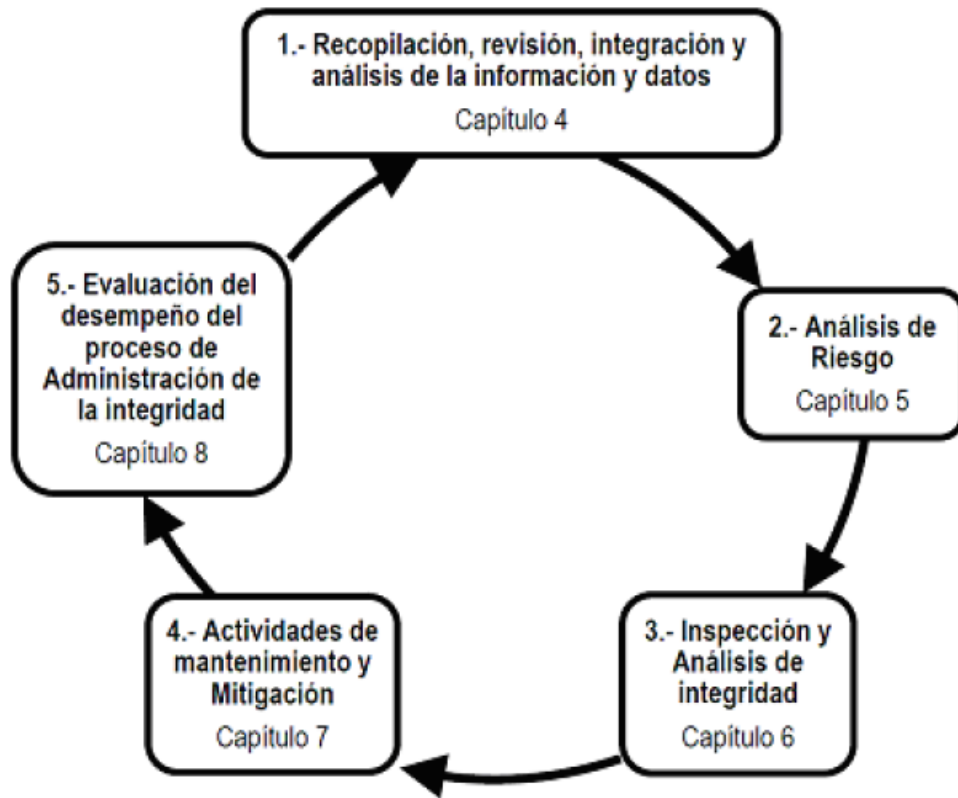 1.- Recopilación, revisión, integración y
análisis de la información y datos
Capítulo 4
2.- Análisis de
Riesgo
Capítulo 5
3.- Inspección y
Análisis de
integridad
Capítulo 6
4.- Actividades de
mantenimiento y
Mitigación
Capítulo 7
5.- Evaluación del
desempeño del
proceso de
Administración de
la integridad
Capítulo 8